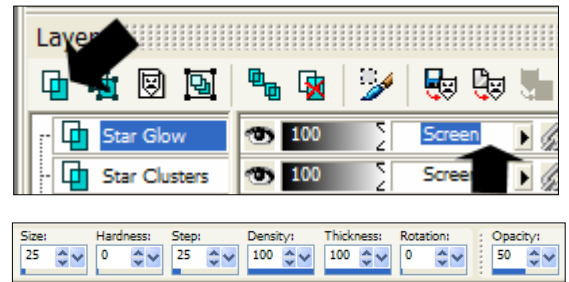 Layer
Star Glow 100 Screen
Star Clusters 100 Scree
Size: Hardness: Step: Density: Thickness: Rotation: Opacity:
25 0 25 100 100 0 50